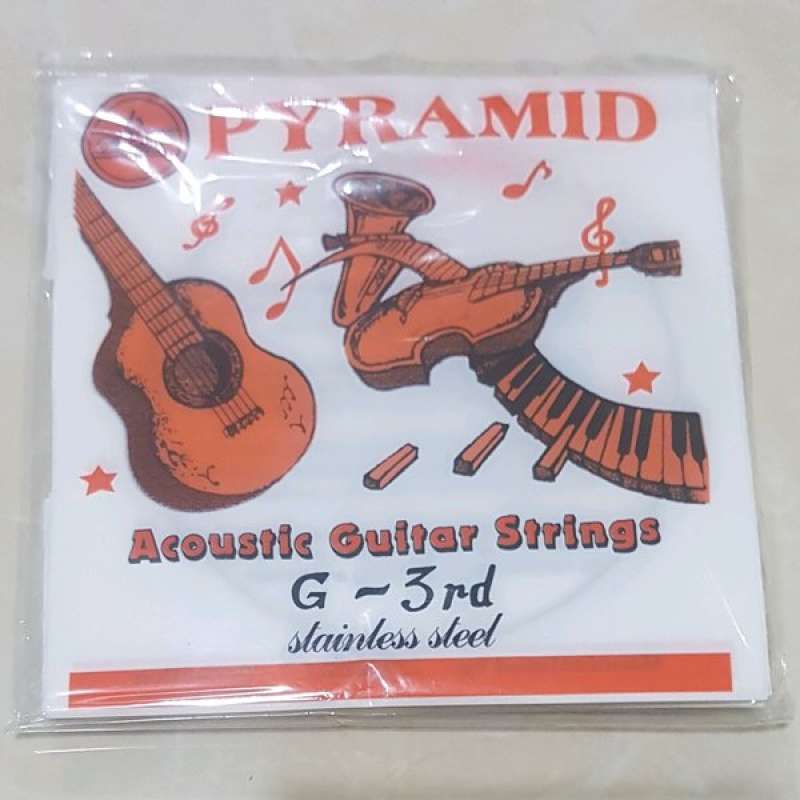 PYRAMID
Acoustic Guitar Strings
G ~ 3rd
stainless steel